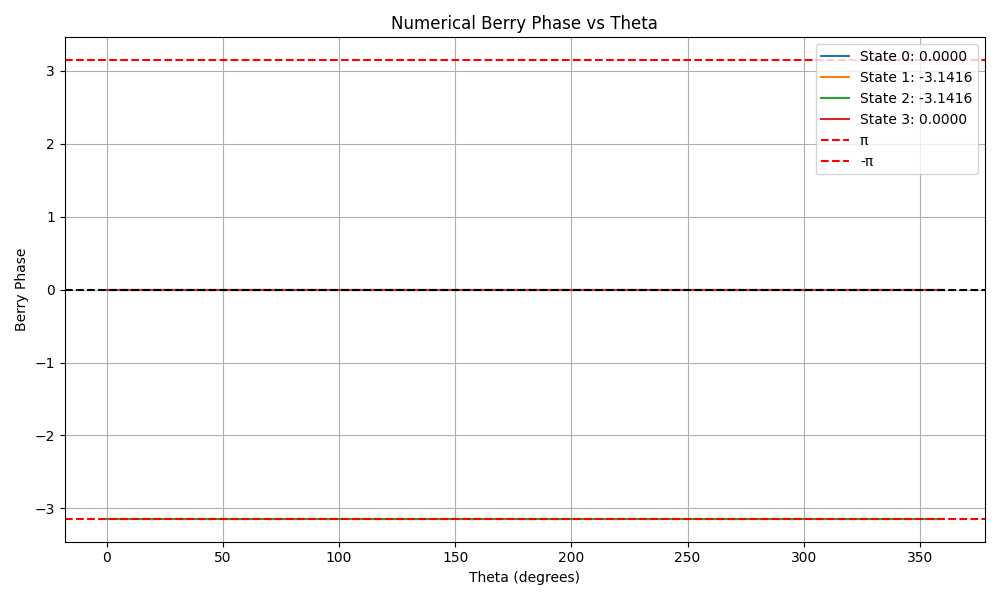 Numerical Berry Phase vs Theta
State 0: 0.0000
State 1: -3.1416
State 2: -3.1416
State 3: 0.0000
π
-π
3
2
1
0
−1
−2
−3
Berry Phase
0 50 100 150 200 250 300 350
Theta (degrees)